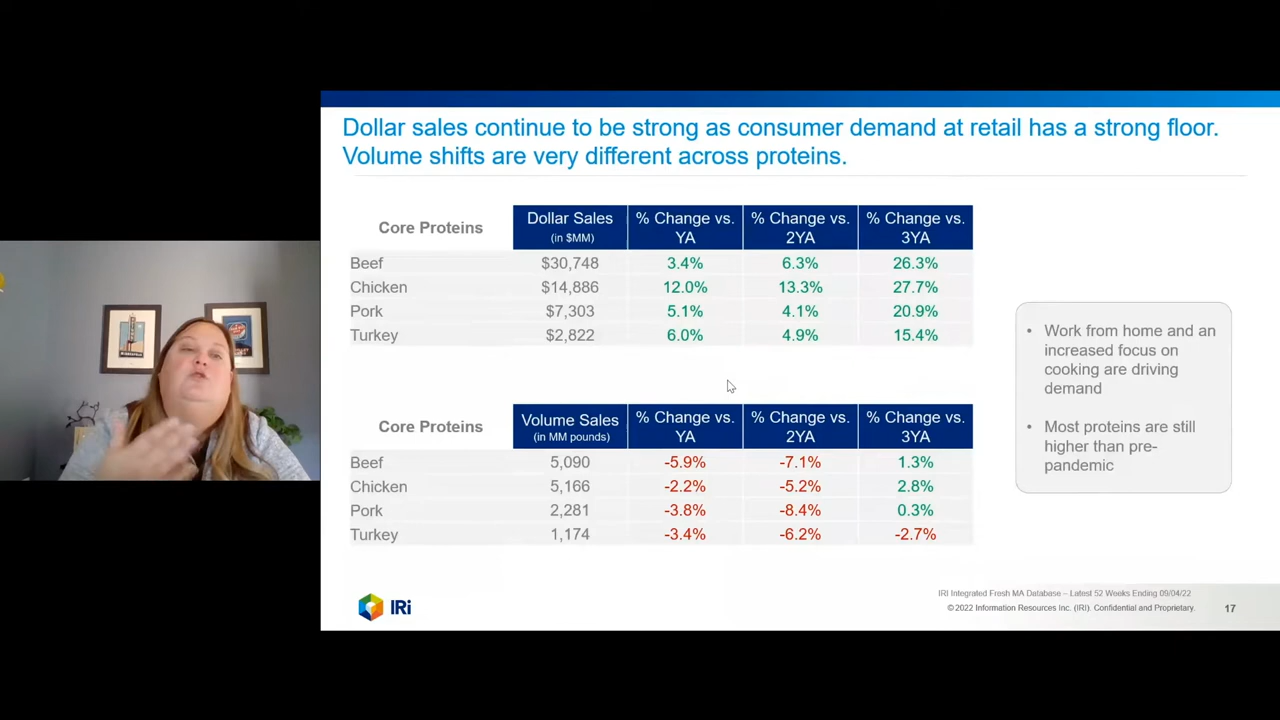 Dollar sales continue to be strong as consumer demand at retail has a strong floor.
Volume shifts are very different across proteins.
Core Proteins
Dollar Sales (in $MM)
% Change vs. YA
% Change vs. 2YA
% Change vs. 3YA
Beef $30,748 3.4% 6.3% 26.3%
Chicken $14,886 12.0% 13.3% 27.7%
Pork $7,303 5.1% 4.1% 20.9%
Turkey $2,822 6.0% 4.9% 15.4%
Core Proteins
Volume Sales (in MM pounds)
% Change vs. YA
% Change vs. 2YA
% Change vs. 3YA
Beef 5,090 -5.9% -7.1% 1.3%
Chicken 5,166 -2.2% -5.2% 2.8%
Pork 2,281 -3.8% -8.4% 0.3%
Turkey 1,174 -3.4% -6.2% -2.7%
• Work from home and an
increased focus on
cooking are driving
demand
• Most proteins are still
higher than pre-
pandemic
IRi
IRI Integrated Fresh MA Database – Latest 52 Weeks Ending 09/04/22
© 2022 Information Resources Inc. (IRI). Confidential and Proprietary.
17